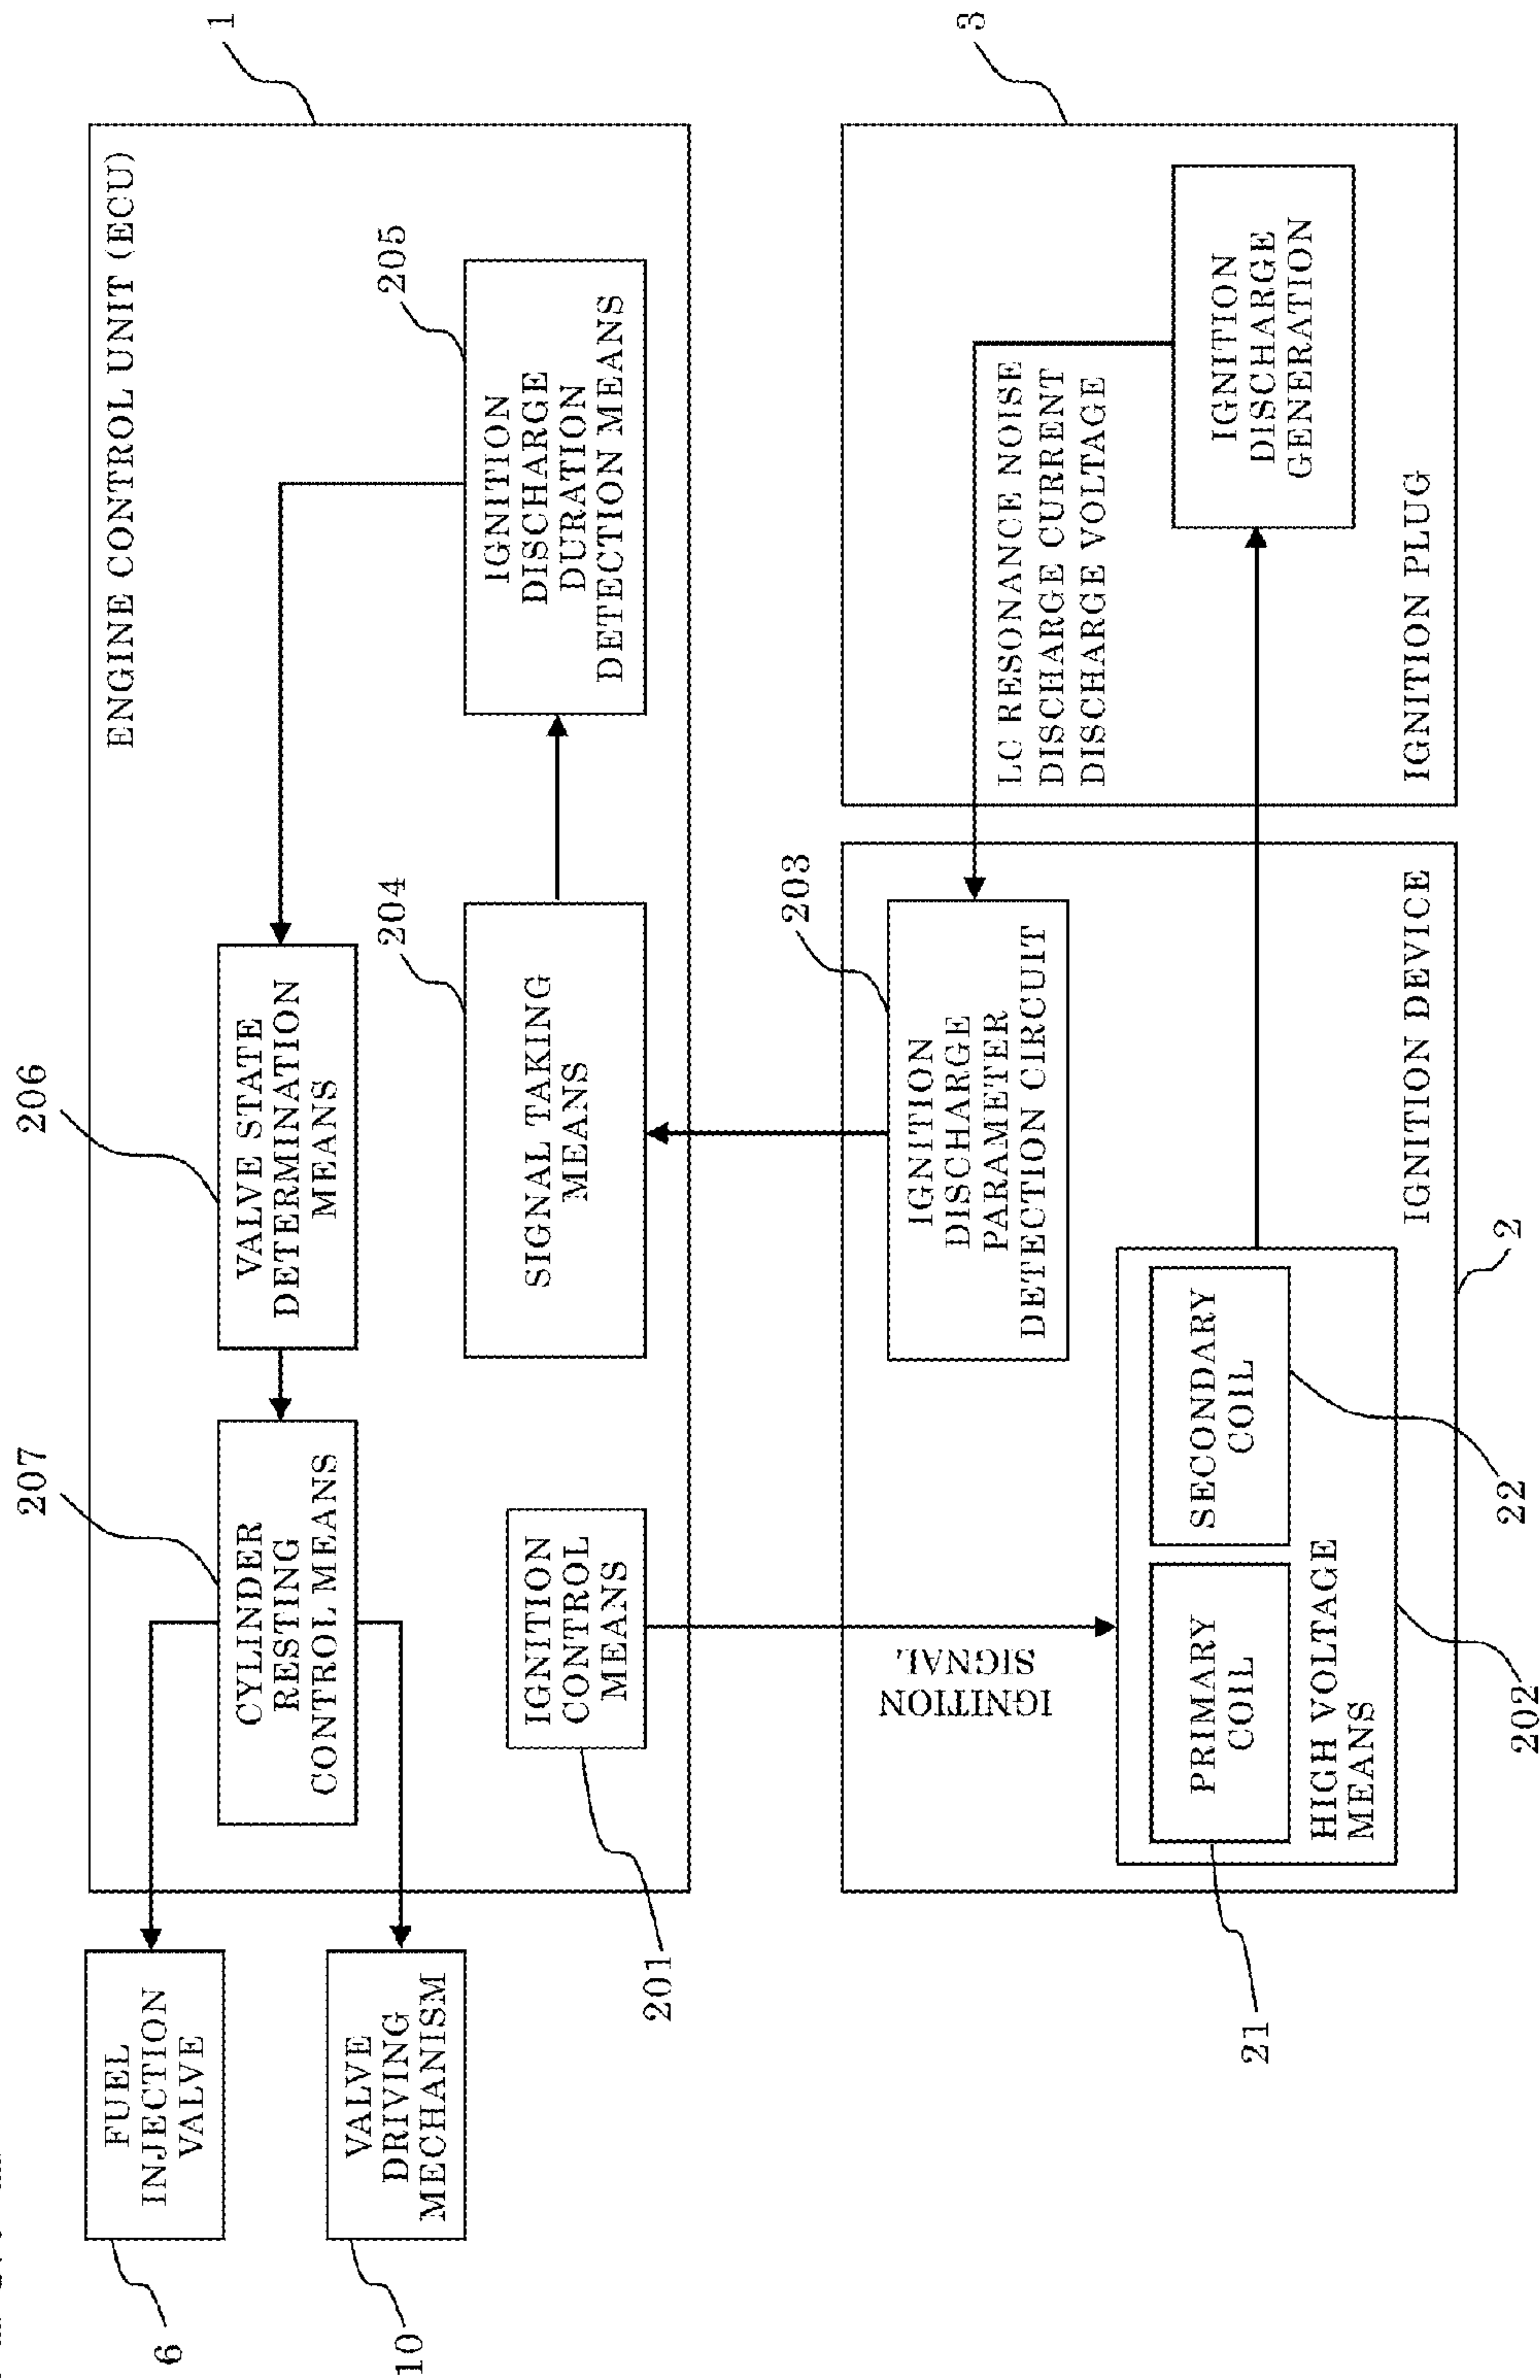 1
ENGINE CONTROL UNIT (ECU)
206
207
VALVE STATE
DETERMINATION
MEANS
CYLINDER
RESTING
CONTROL MEANS
FUEL
INJECTION
VALVE
6
VALVE
DRIVING
MECHANISM
10
205
IGNITION
DISCHARGE
DURATION
DETECTION MEANS
204
SIGNAL TAKING
MEANS
IGNITION
CONTROL
MEANS
201
IGNITION
SIGNAL
203
IGNITION
DISCHARGE
PARAMETER
DETECTION CIRCUIT
PRIMARY
COIL
SECONDARY
COIL
HIGH VOLTAGE
MEANS
21
22
202
IGNITION DEVICE
2
3
LC RESONANCE NOISE
DISCHARGE CURRENT
DISCHARGE VOLTAGE
IGNITION
DISCHARGE
GENERATION
IGNITION PLUG